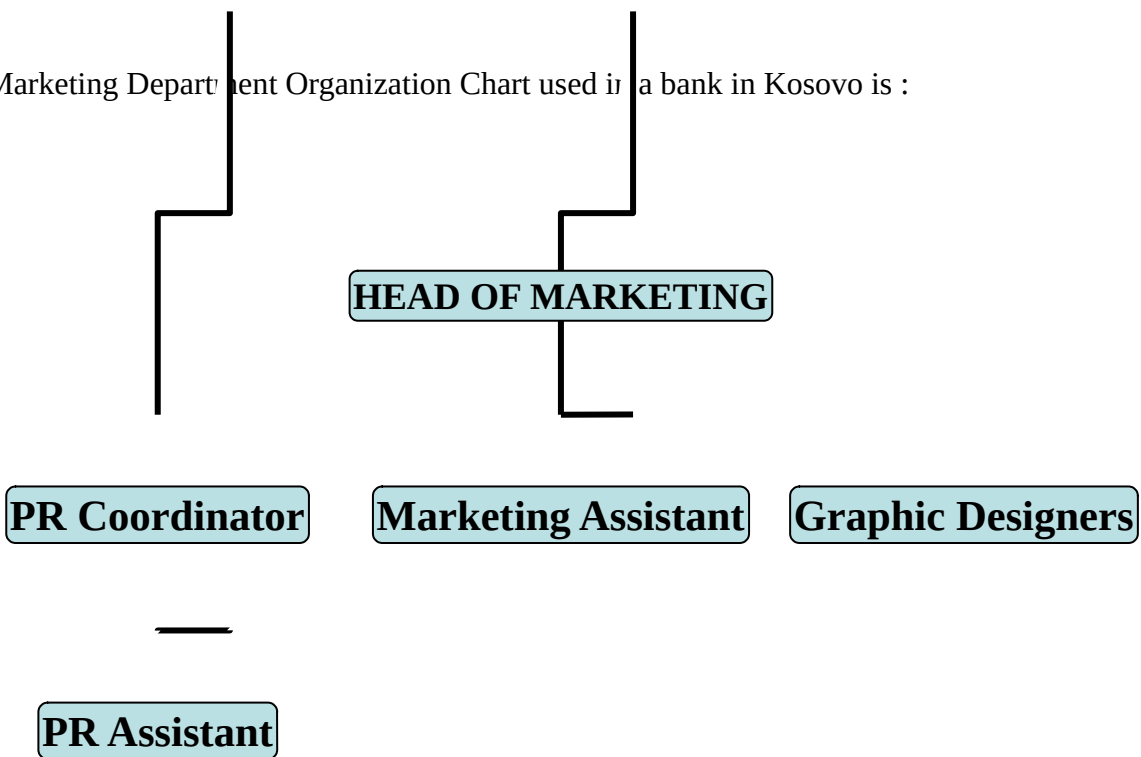 Marketing Department Organization Chart used in a bank in Kosovo is :
HEAD OF MARKETING
PR Coordinator
Marketing Assistant
Graphic Designers
PR Assistant